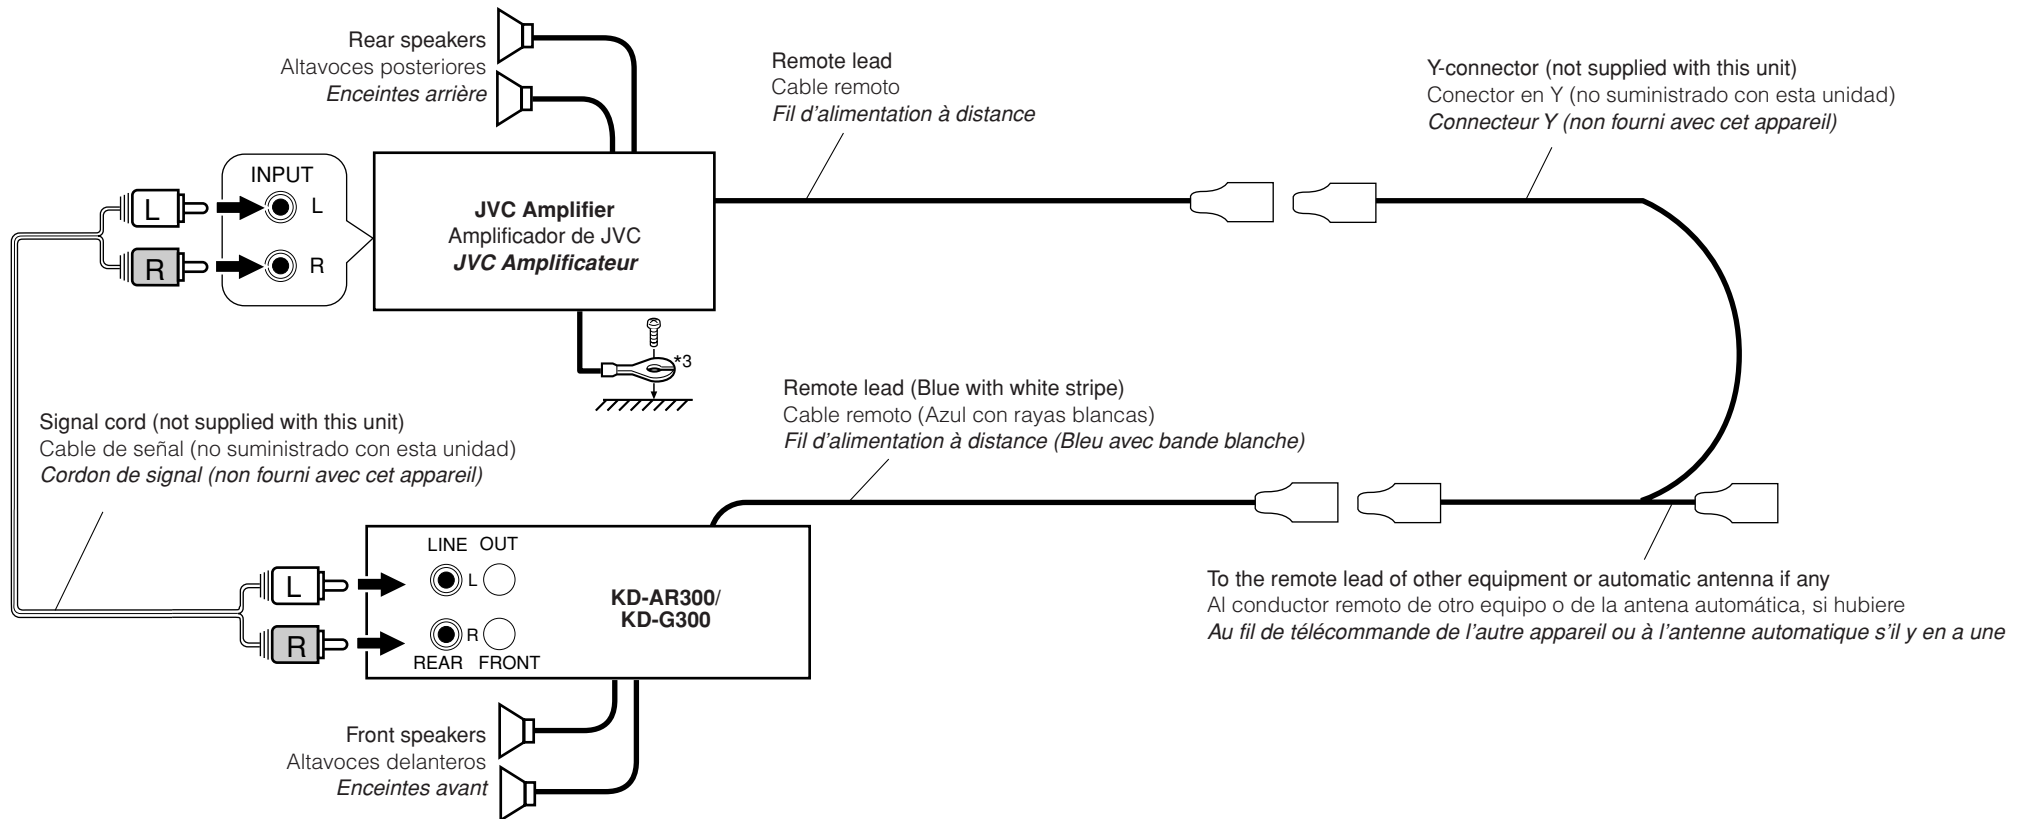 Rear speakers
Altavoces posteriores
Enceintes arrière
Remote lead
Cable remoto
Fil d'alimentation à distance
Y-connector (not supplied with this unit)
Conector en Y (no suministrado con esta unidad)
Connecteur Y (non fourni avec cet appareil)
INPUT
L
L
R
R
JVC Amplifier
Amplificador de JVC
JVC Amplificateur
*3
Signal cord (not supplied with this unit)
Cable de señal (no suministrado con esta unidad)
Cordon de signal (non fourni avec cet appareil)
Remote lead (Blue with white stripe)
Cable remoto (Azul con rayas blancas)
Fil d'alimentation à distance (Bleu avec bande blanche)
LINE OUT
L
L
R
R
REAR FRONT
KD-AR300/
KD-G300
To the remote lead of other equipment or automatic antenna if any
Al conductor remoto de otro equipo o de la antena automática, si hubiere
Au fil de télécommande de l'autre appareil ou à l'antenne automatique s'il y en a une
Front speakers
Altavoces delanteros
Enceintes avant